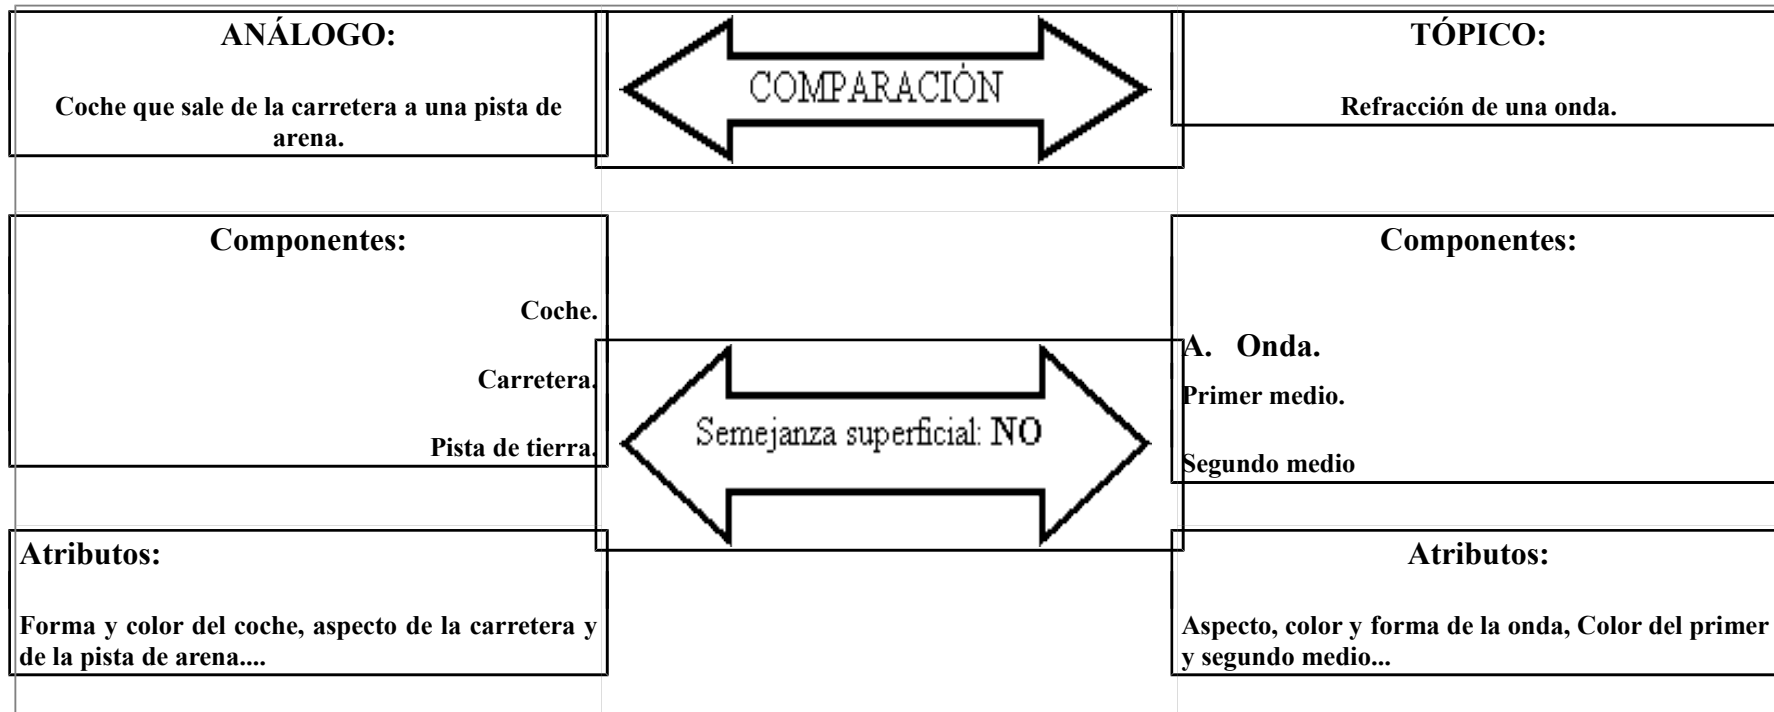 ANÁLOGO:
Coche que sale de la carretera a una pista de
arena.
COMPARACIÓN
TÓPICO:
Refracción de una onda.
Componentes:
Coche.
Carretera.
Pista de tierra.
Semejanza superficial: NO
Componentes:
A. Onda.
Primer medio.
Segundo medio
Atributos:
Forma y color del coche, aspecto de la carretera y
de la pista de arena....
Atributos:
Aspecto, color y forma de la onda, Color del primer
y segundo medio...